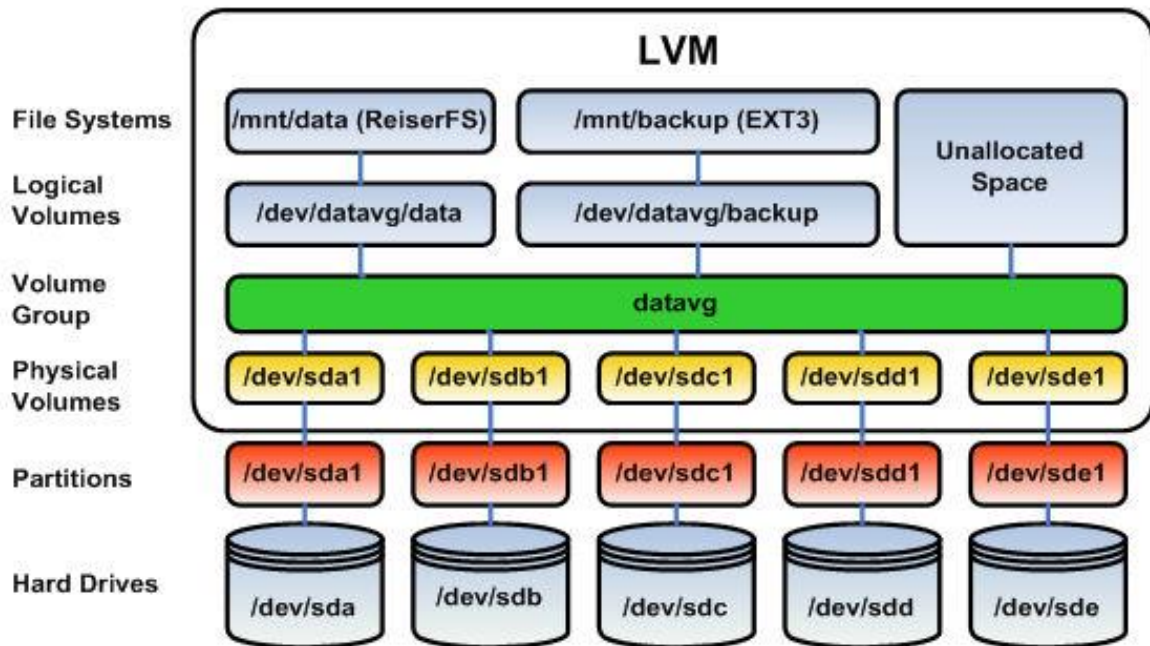 LVM
File Systems
/mnt/data (ReiserFS)
/mnt/backup (EXT3)
Unallocated
Space
Logical
Volumes
/dev/datavg/data
/dev/datavg/backup
Volume
Group
datavg
Physical
Volumes
/dev/sda1
/dev/sdb1
/dev/sdc1
/dev/sdd1
/dev/sde1
Partitions
/dev/sda1
/dev/sdb1
/dev/sdc1
/dev/sdd1
/dev/sde1
Hard Drives
/dev/sda
/dev/sdb
/dev/sdc
/dev/sdd
/dev/sde